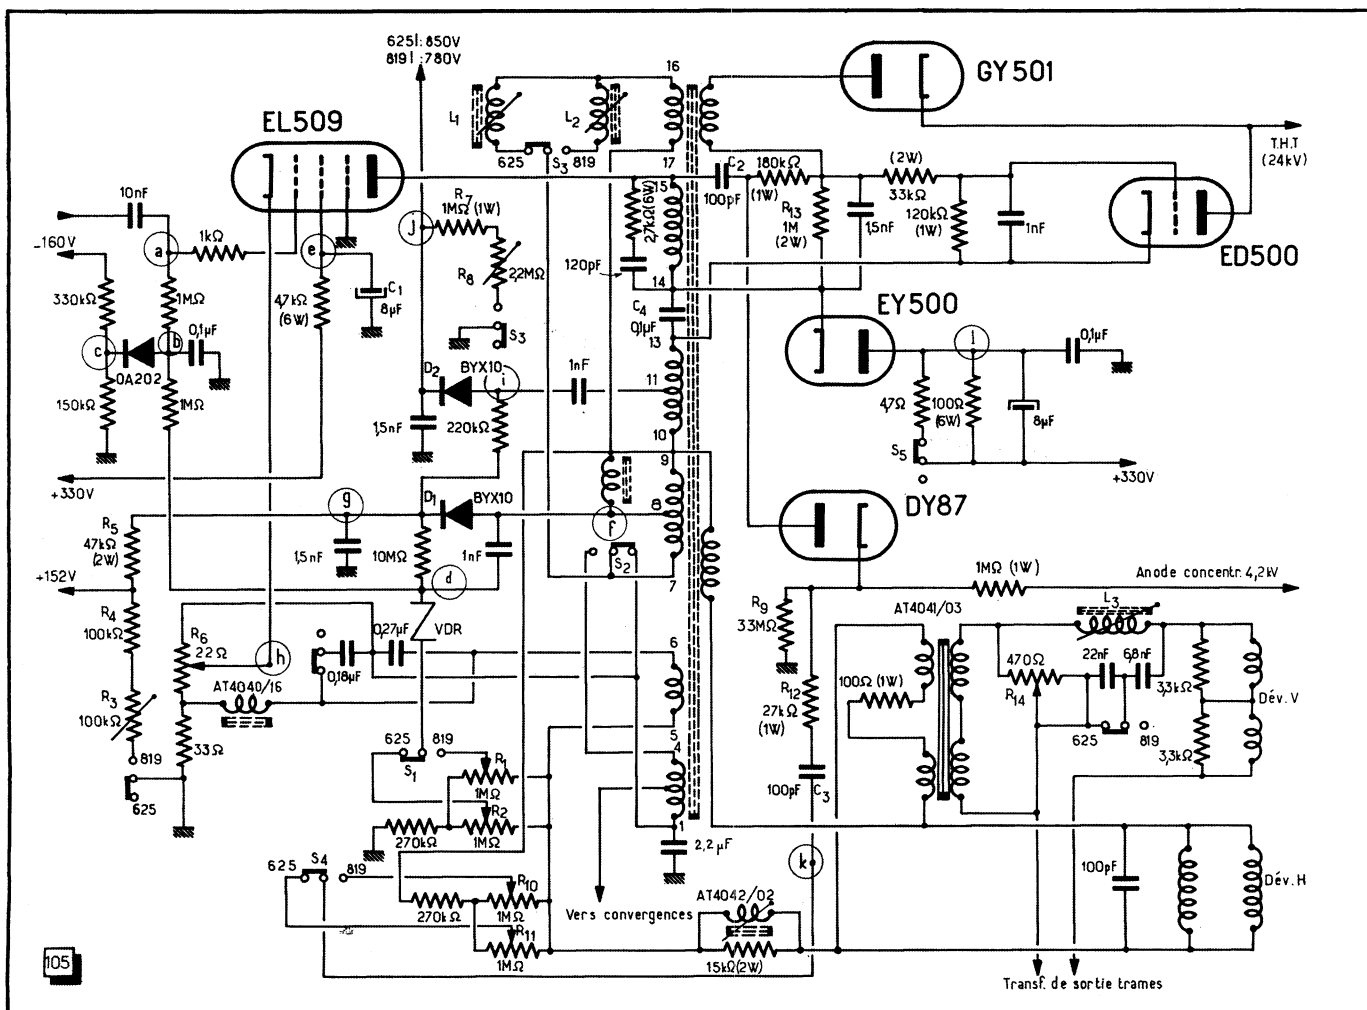 625l:850V
819l:780V
16
GY501
EL509
L1
L2
625
S3
819
T.H.T
(24kV)
10nF
17
C2
180kΩ
(1W)
(2W)
33kΩ
100pF
15
R7
1MΩ (1W)
2,7kΩ(6W)
R13
1M
(2W)
1,5nF
120kΩ
(1W)
1nF
ED500
-160V
a
1kΩ
e
j
R8
2,2MΩ
120pF
14
330kΩ
1MΩ
4,7kΩ
(6W)
C1
8µF
C4
0,1µF
EY500
c
b
0,1µF
S3
13
l
0,1µF
OA202
D2
BYX10
i
1nF
11
150kΩ
1MΩ
1,5nF
220kΩ
10
4,7Ω
100Ω
(6W)
8µF
S5
9
+330V
+330V
g
D1
BYX10
8
DY87
R5
47kΩ
(2W)
1,5nF
10MΩ
1nF
f
S2
7
+152V
d
1MΩ (1W)
Anode concentr. 4,2kV
R4
100kΩ
VDR
R9
33MΩ
AT4041/03
L3
R6
22Ω
0,27µF
6
h
0,18µF
470Ω
22nF
6,8nF
AT4040/16
R12
27kΩ
(1W)
100Ω (1W)
R14
3,3kΩ
Dév. V
R3
100kΩ
5
33Ω
625
819
S1
4
625
819
3,3kΩ
819
R1
1MΩ
100pF
C3
625
R2
1MΩ
270kΩ
1
2,2µF
625
S4
819
k
100pF
R10
1MΩ
270kΩ
Vers convergences
AT4042/02
Dév. H
R11
1MΩ
15kΩ(2W)
105
Transf. de sortie trames